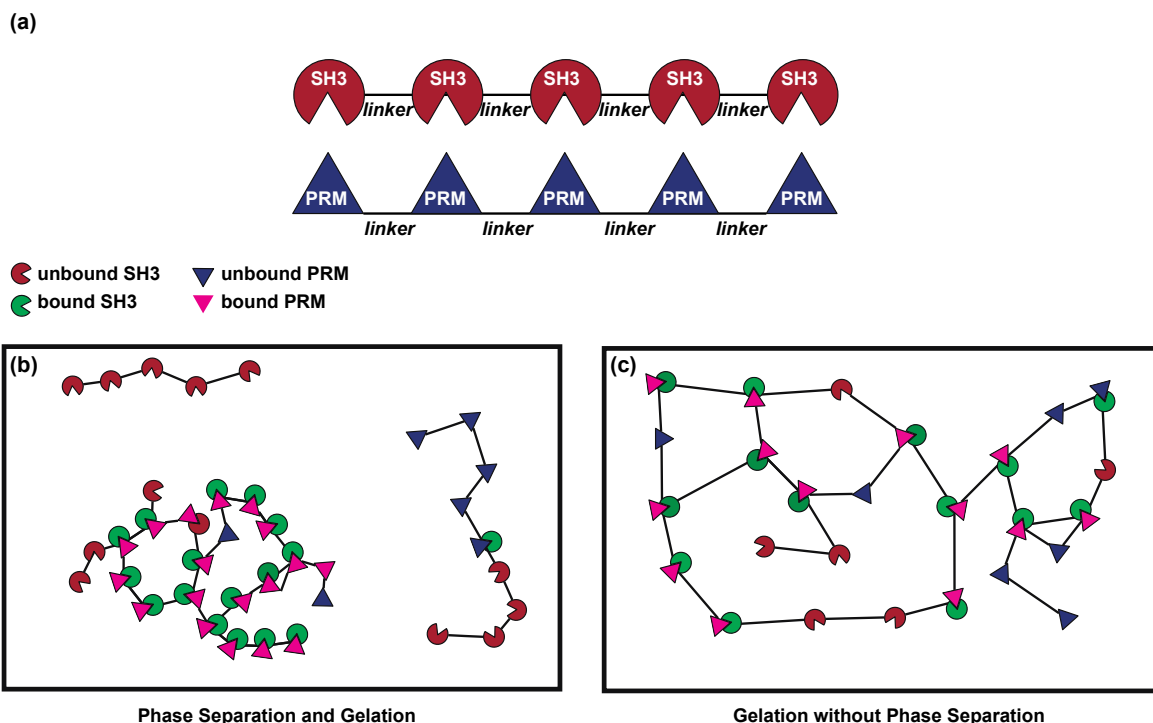 (a)
SH3 SH3 SH3 SH3 SH3
linker linker linker linker
PRM PRM PRM PRM PRM
linker linker linker linker
unbound SH3 unbound PRM
bound SH3 bound PRM
(b) (c)
Phase Separation and Gelation Gelation without Phase Separation